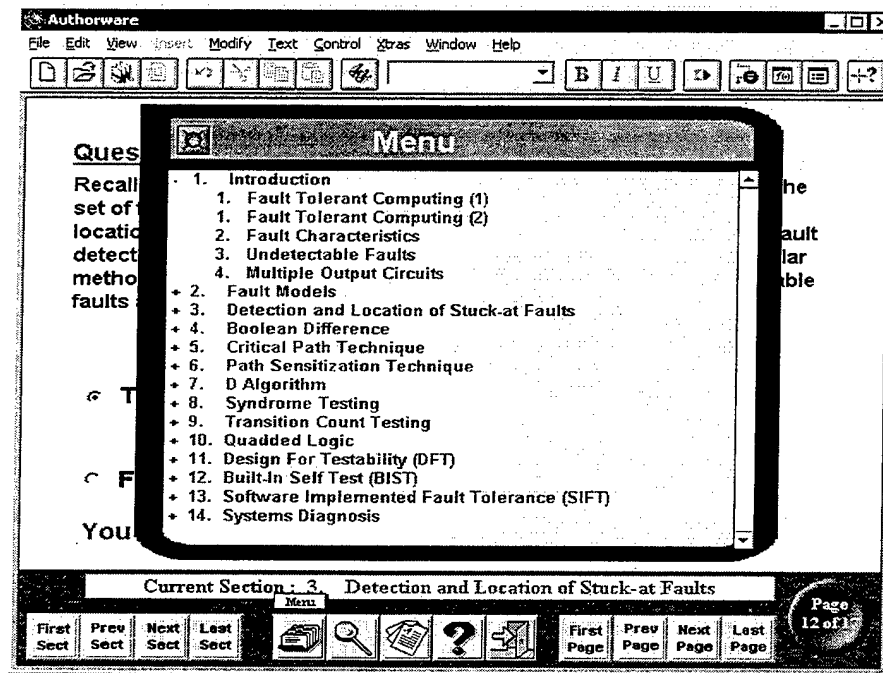 Authorware
File Edit View Insert Modify Text Control Xtras Window Help
B I U
Menu
Ques
Recall
set of
locatio
detect
metho
faults
he
ault
lar
able
1. Introduction
1. Fault Tolerant Computing (1)
1. Fault Tolerant Computing (2)
2. Fault Characteristics
3. Undetectable Faults
4. Multiple Output Circuits
+ 2. Fault Models
+ 3. Detection and Location of Stuck-at Faults
+ 4. Boolean Difference
+ 5. Critical Path Technique
+ 6. Path Sensitization Technique
+ 7. D Algorithm
+ 8. Syndrome Testing
+ 9. Transition Count Testing
+ 10. Quadded Logic
+ 11. Design For Testability (DFT)
+ 12. Built-In Self Test (BIST)
+ 13. Software Implemented Fault Tolerance (SIFT)
+ 14. Systems Diagnosis
T
F
You
Current Section : 3. Detection and Location of Stuck-at Faults
Menu
Page
12 of
First Sect
Prev Sect
Next Sect
Last Sect
First Page
Prev Page
Next Page
Last Page